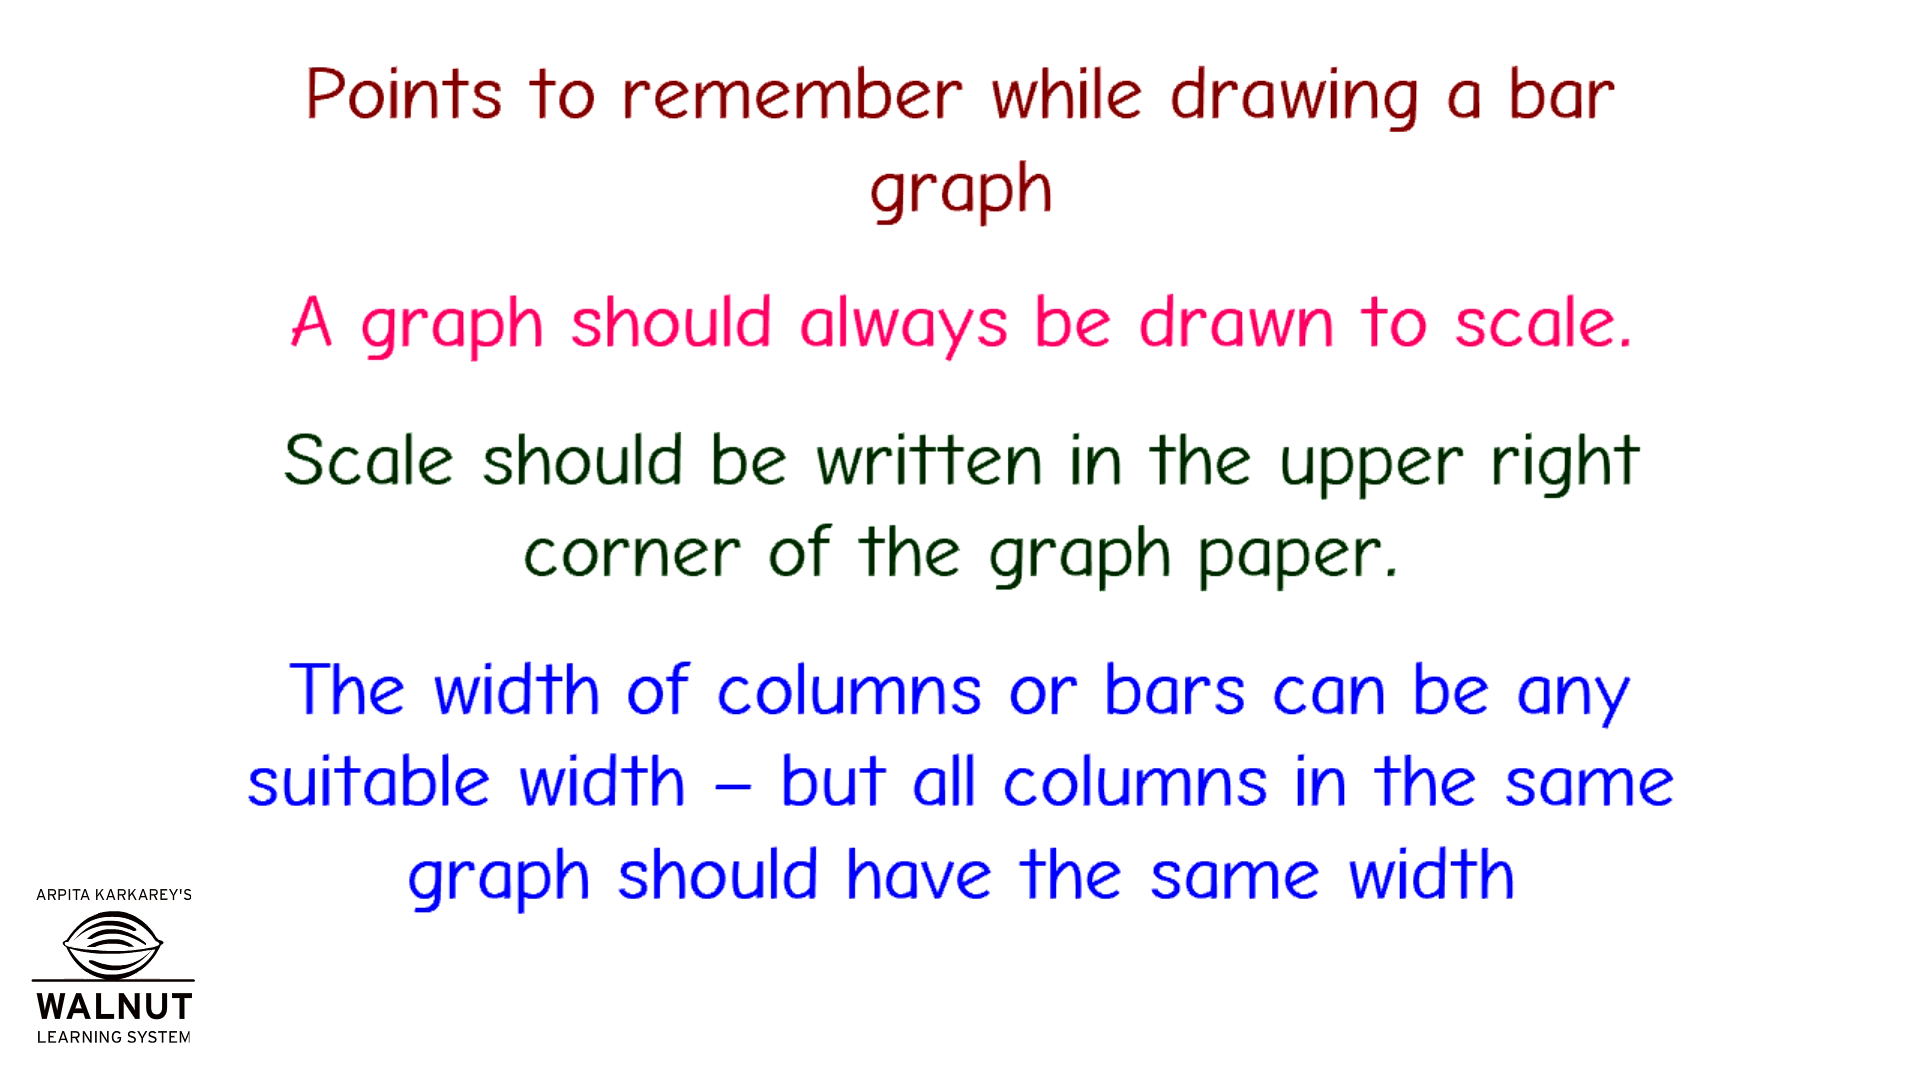 Points to remember while drawing a bar
graph
A graph should always be drawn to scale.
Scale should be written in the upper right
corner of the graph paper.
The width of columns or bars can be any
suitable width – but all columns in the same
graph should have the same width
ARPITA KARKAREY'S
WALNUT
LEARNING SYSTEM